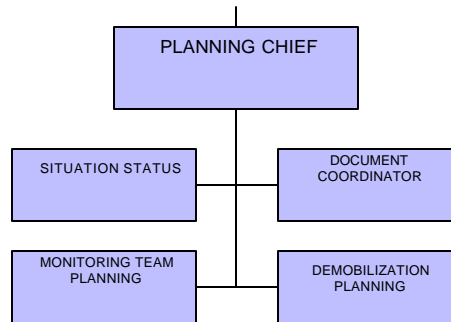 PLANNING CHIEF
SITUATION STATUS
DOCUMENT
COORDINATOR
MONITORING TEAM
PLANNING
DEMOBILIZATION
PLANNING